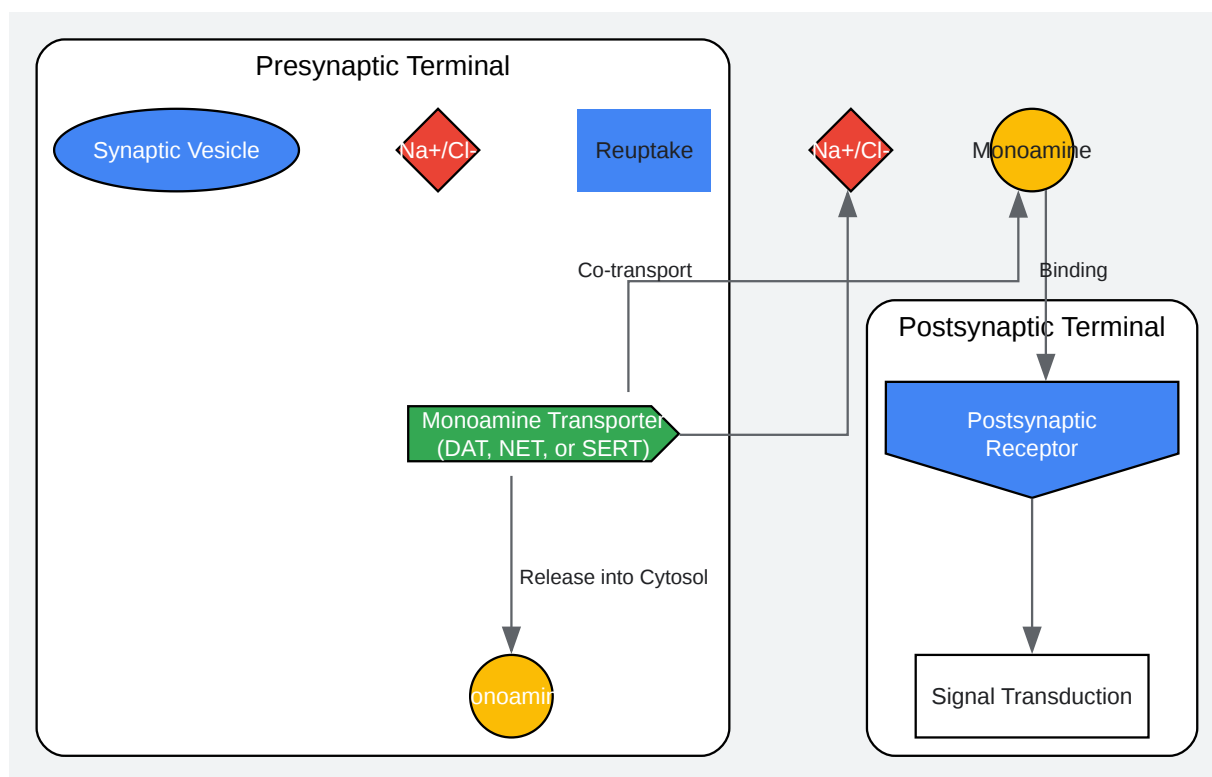 Presynaptic Terminal
Synaptic Vesicle
Na+/Cl-
Reuptake
Na+/Cl-
Monoamine
Co-transport
Binding
Postsynaptic Terminal
Monoamine Transporter
(DAT, NET, or SERT)
Postsynaptic
Receptor
Release into Cytosol
Monoamine
Signal Transduction